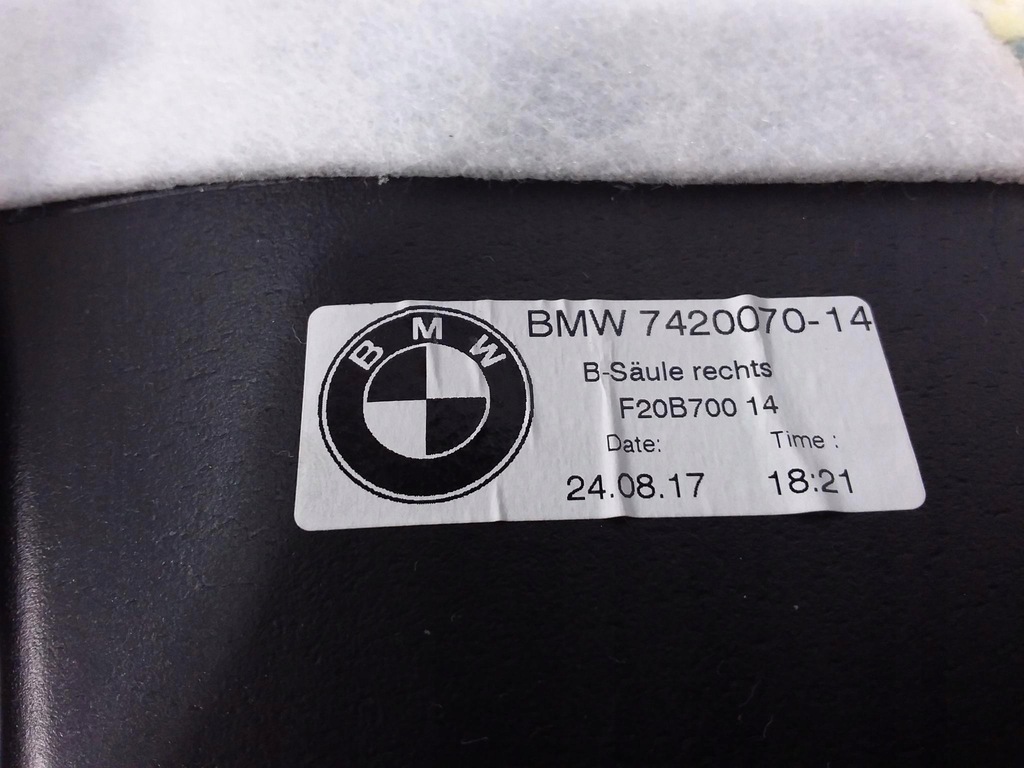 BMW
BMW 7420070-14
B-Säule rechts
F20B700 14
Date: Time :
24.08.17 18:21